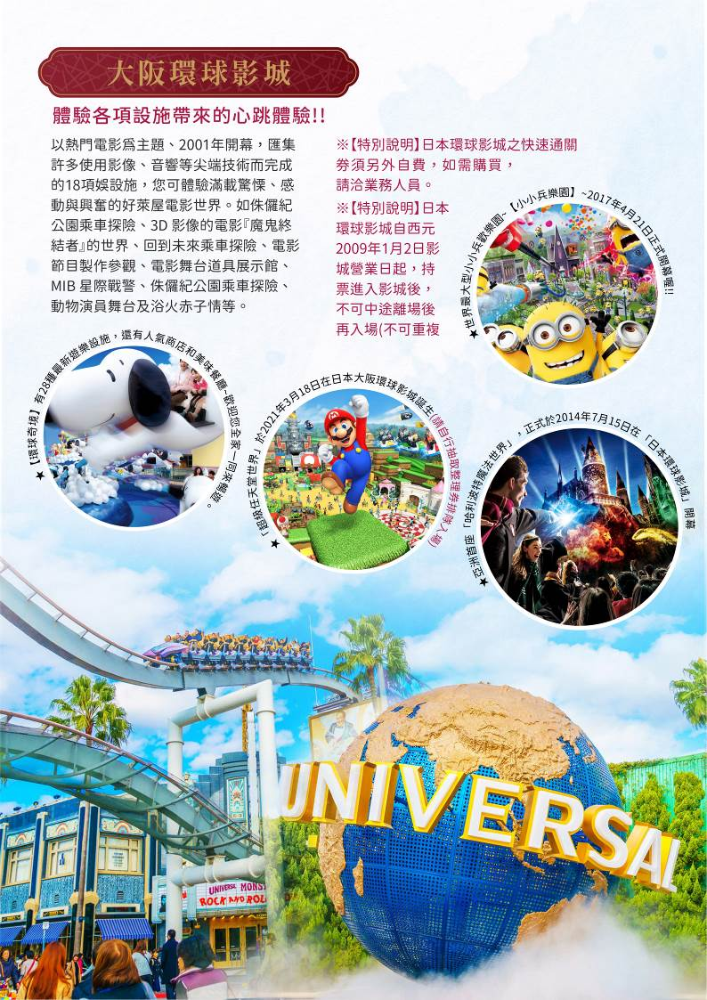 大阪環球影城
體驗各項設施帶來的心跳體驗!!
以熱門電影為主題、2001年開幕，匯集
許多使用影像、音響等尖端技術而完成
的18項娛設施，您可體驗滿載驚悚、感
動與興奮的好萊屋電影世界。如侏儸紀
公園乘車探險、3D 影像的電影『魔鬼終
結者』的世界、回到未來乘車探險、電影
節目製作參觀、電影舞台道具展示館、
MIB 星際戰警、侏儸紀公園乘車探險、
動物演員舞台及浴火赤子情等。
※【特別說明】日本環球影城之快速通關
券須另外自費，如需購買，
請洽業務人員。
※【特別說明】日本
環球影城自西元
2009年1月2日影
城營業日起，持
票進入影城後，
不可中途離場後
再入場(不可重複
★世界最大型小小兵歡樂園~【小小兵樂園】~2017年4月21日正式開幕喔!!
★【環球奇境】有28種最新遊樂設施，還有人氣商店和美味餐廳~歡迎您全家一同來暢遊。
★「超級任天堂世界」於2021年3月18日在日本大阪環球影城誕生(請自行抽取整理券排隊入場)
★亞洲首座「哈利波特魔法世界」，正式於2014年7月15日在「日本環球影城」開幕
UNIVERSAL
UNIVERSAL MONS
ROCK AND ROL